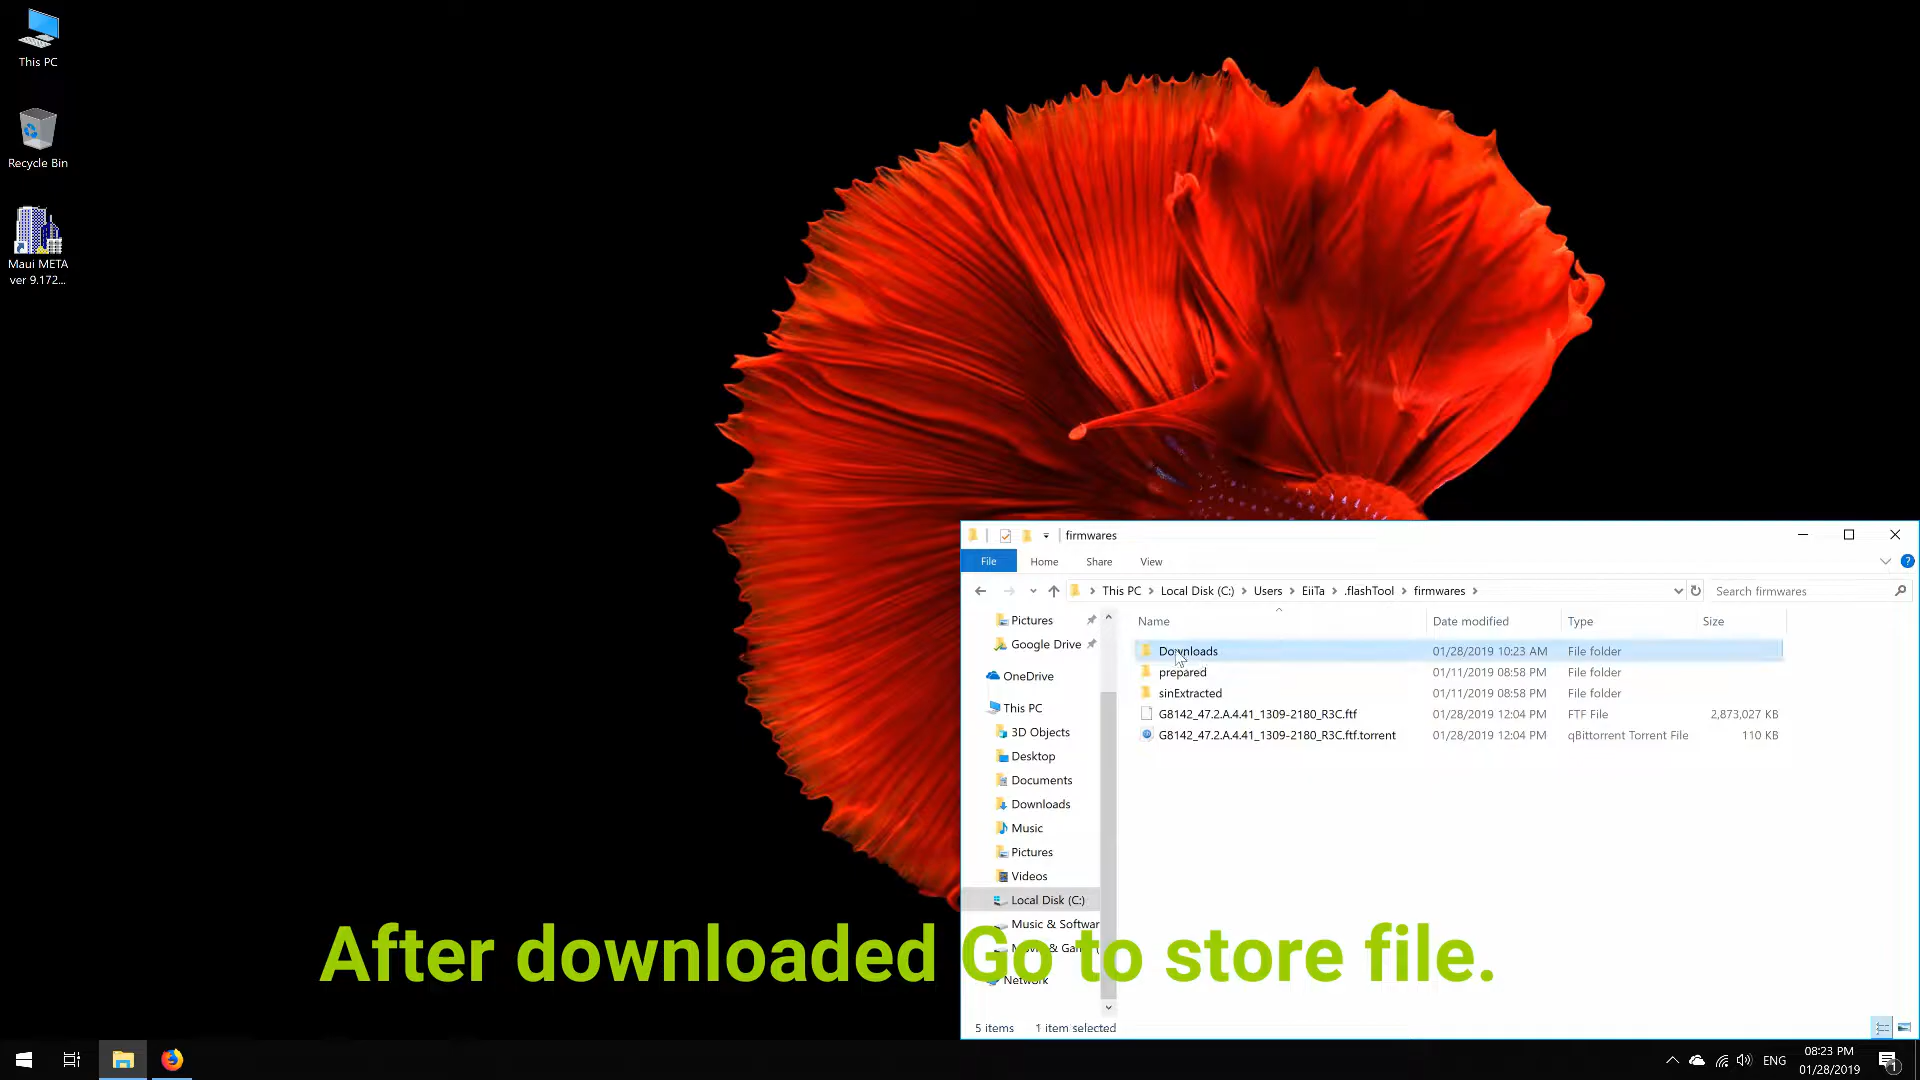 This PC
Recycle Bin
Maui META
ver 9.172...
firmwares
File
Home
Share
View
This PC
Local Disk (C:)
Users
EiiTa
.flashTool
firmwares
Search firmwares
Name
Date modified
Type
Size
Downloads
01/28/2019 10:23 AM
File folder
prepared
01/11/2019 08:58 PM
File folder
sinExtracted
01/11/2019 08:58 PM
File folder
G8142_47.2.A.4.41_1309-2180_R3C.ftf
01/28/2019 12:04 PM
FTF File
2,873,027 KB
G8142_47.2.A.4.41_1309-2180_R3C.ftf.torrent
01/28/2019 12:04 PM
qBittorrent Torrent File
110 KB
Pictures
Google Drive
OneDrive
This PC
3D Objects
Desktop
Documents
Downloads
Music
Pictures
Videos
Local Disk (C:)
Music & Softwar
Network
After downloaded Go to store file.
5 items
1 item selected
ENG
08:23 PM
01/28/2019
1